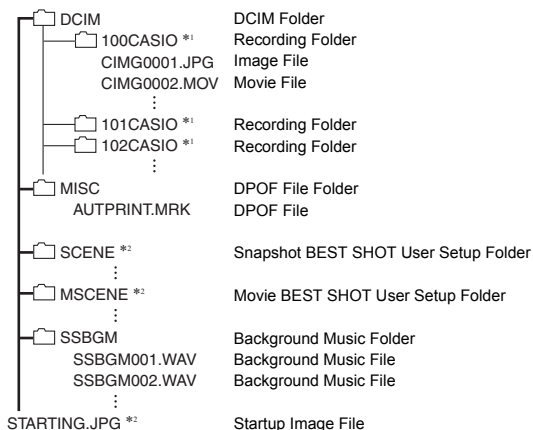 DCIM DCIM Folder
100CASIO *1 Recording Folder
CIMG0001.JPG Image File
CIMG0002.MOV Movie File
101CASIO *1 Recording Folder
102CASIO *1 Recording Folder
MISC DPOF File Folder
AUTPRINT.MRK DPOF File
SCENE *2 Snapshot BEST SHOT User Setup Folder
MSCENE *2 Movie BEST SHOT User Setup Folder
SSBGM Background Music Folder
SSBGM001.WAV Background Music File
SSBGM002.WAV Background Music File
STARTING.JPG *2 Startup Image File